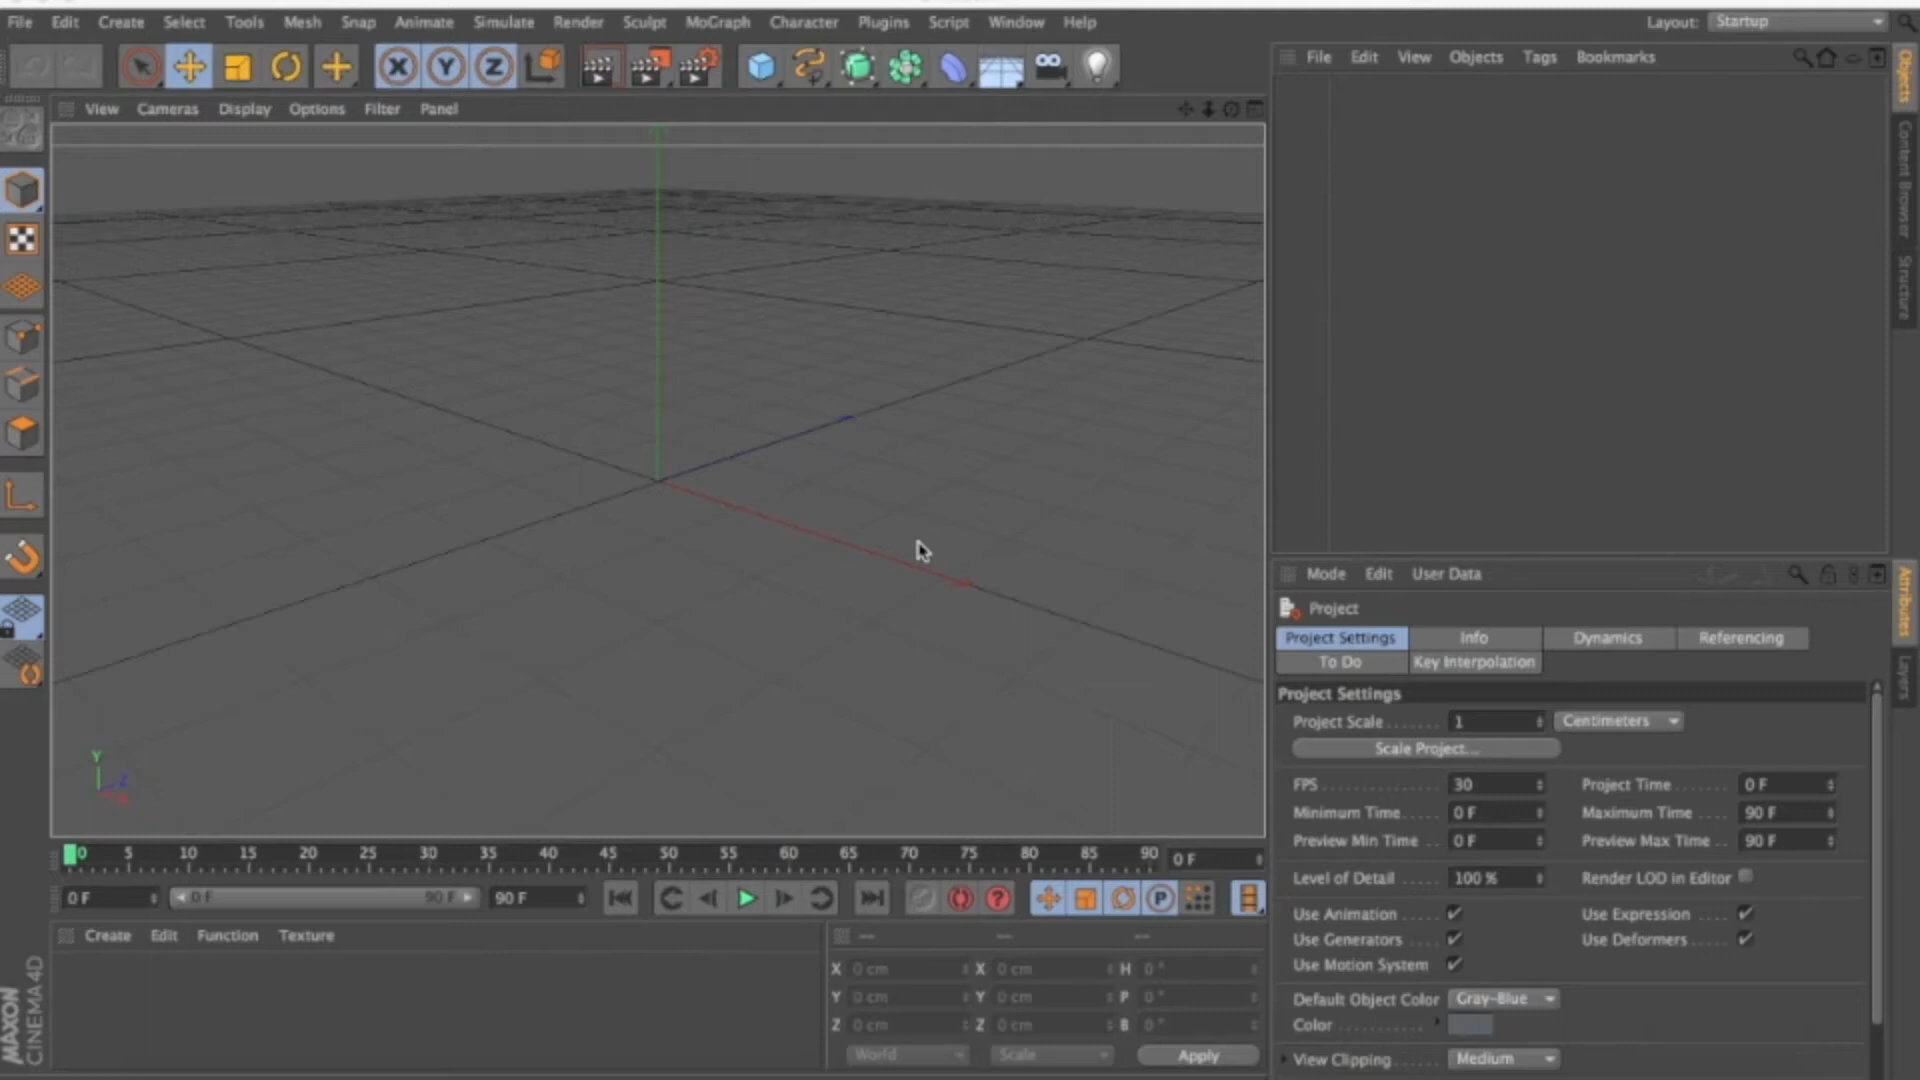 File Edit Create Select Tools Mesh Snap Animate Simulate Render Sculpt MoGraph Character Plugins Script Window Help Layout: Startup
X Y Z
File Edit View Objects Tags Bookmarks
Objects
Content Browser
Structure
View Cameras Display Options Filter Panel
Y
Z
Mode Edit User Data
Attributes
Layers
Project
Project Settings Info Dynamics Referencing
To Do Key Interpolation
Project Settings
Project Scale ....... 1 Centimeters
Scale Project...
FPS 30 Project Time 0 F
Minimum Time 0 F Maximum Time 90 F
Preview Min Time 0 F Preview Max Time 90 F
Level of Detail 100 % Render LOD in Editor
Use Animation Use Expression
Use Generators Use Deformers
Use Motion System
Default Object Color Gray-Blue
Color
View Clipping Medium
0 5 10 15 20 25 30 35 40 45 50 55 60 65 70 75 80 85 90 0 F
0 F 0 F 90 F 90 F ? P
Create Edit Function Texture -- -- --
X 0 cm X 0 cm H 0 °
Y 0 cm Y 0 cm P 0 °
Z 0 cm Z 0 cm B 0 °
World Scale Apply
MAXON
CINEMA 4D